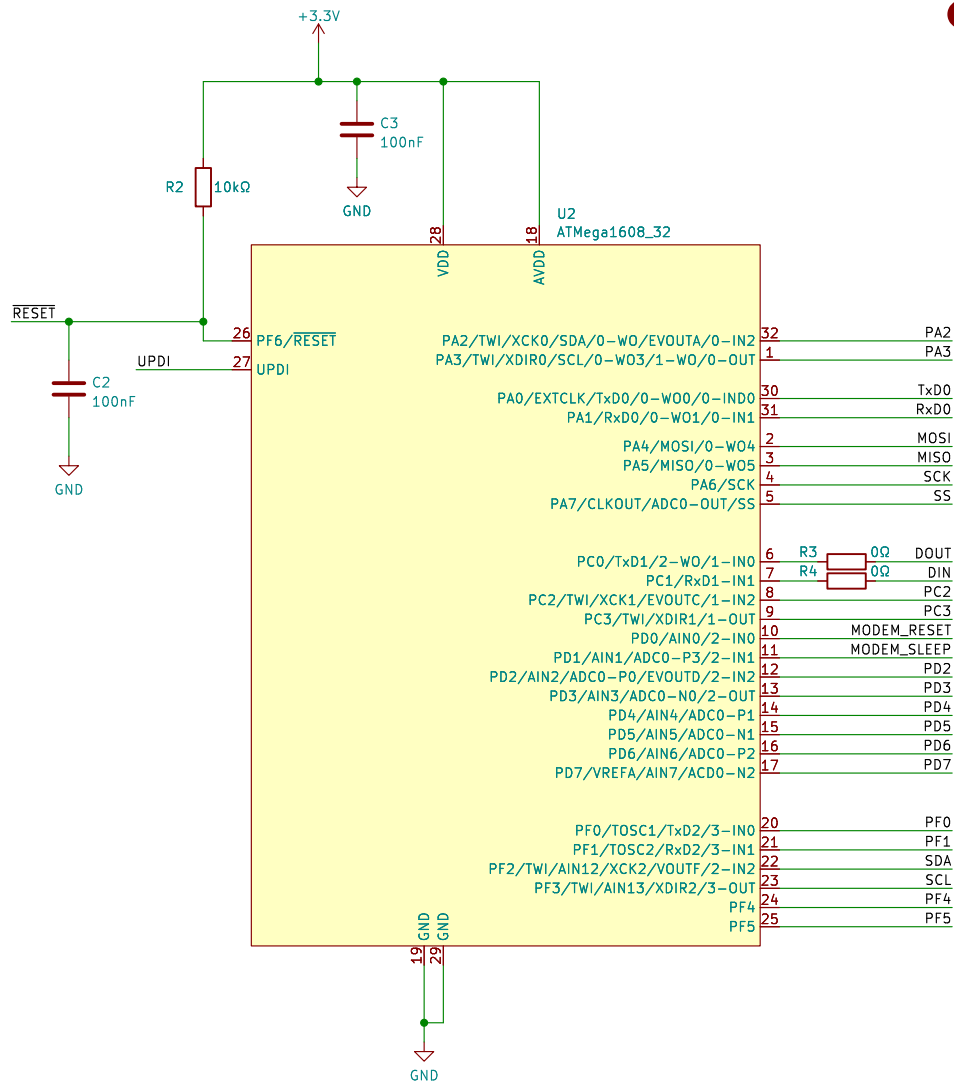 +3.3V
C3
100nF
R2 10kΩ
GND
U2
ATMega1608_32
28
18
VDD
AVDD
RESET
26 PF6/RESET
UPDI 27 UPDI
C2
100nF
GND
PA2/TWI/XCK0/SDA/0-WO/EVOUTA/0-IN2 32 PA2
PA3/TWI/XDIR0/SCL/0-WO3/1-WO/0-OUT 1 PA3
PA0/EXTCLK/TxD0/0-WO0/0-IND0 30 TxD0
PA1/RxD0/0-WO1/0-IN1 31 RxD0
PA4/MOSI/0-WO4 2 MOSI
PA5/MISO/0-WO5 3 MISO
PA6/SCK 4 SCK
PA7/CLKOUT/ADC0-OUT/SS 5 SS
PC0/TxD1/2-WO/1-IN0 6 R3 0Ω DOUT
PC1/RxD1-IN1 7 R4 0Ω DIN
PC2/TWI/XCK1/EVOUTC/1-IN2 8 PC2
PC3/TWI/XDIR1/1-OUT 9 PC3
PD0/AIN0/2-IN0 10 MODEM_RESET
PD1/AIN1/ADC0-P3/2-IN1 11 MODEM_SLEEP
PD2/AIN2/ADC0-P0/EVOUTD/2-IN2 12 PD2
PD3/AIN3/ADC0-N0/2-OUT 13 PD3
PD4/AIN4/ADC0-P1 14 PD4
PD5/AIN5/ADC0-N1 15 PD5
PD6/AIN6/ADC0-P2 16 PD6
PD7/VREFA/AIN7/ACD0-N2 17 PD7
PF0/TOSC1/TxD2/3-IN0 20 PF0
PF1/TOSC2/RxD2/3-IN1 21 PF1
PF2/TWI/AIN12/XCK2/VOUTF/2-IN2 22 SDA
PF3/TWI/AIN13/XDIR2/3-OUT 23 SCL
PF4 24 PF4
PF5 25 PF5
GND
GND
19
29
GND